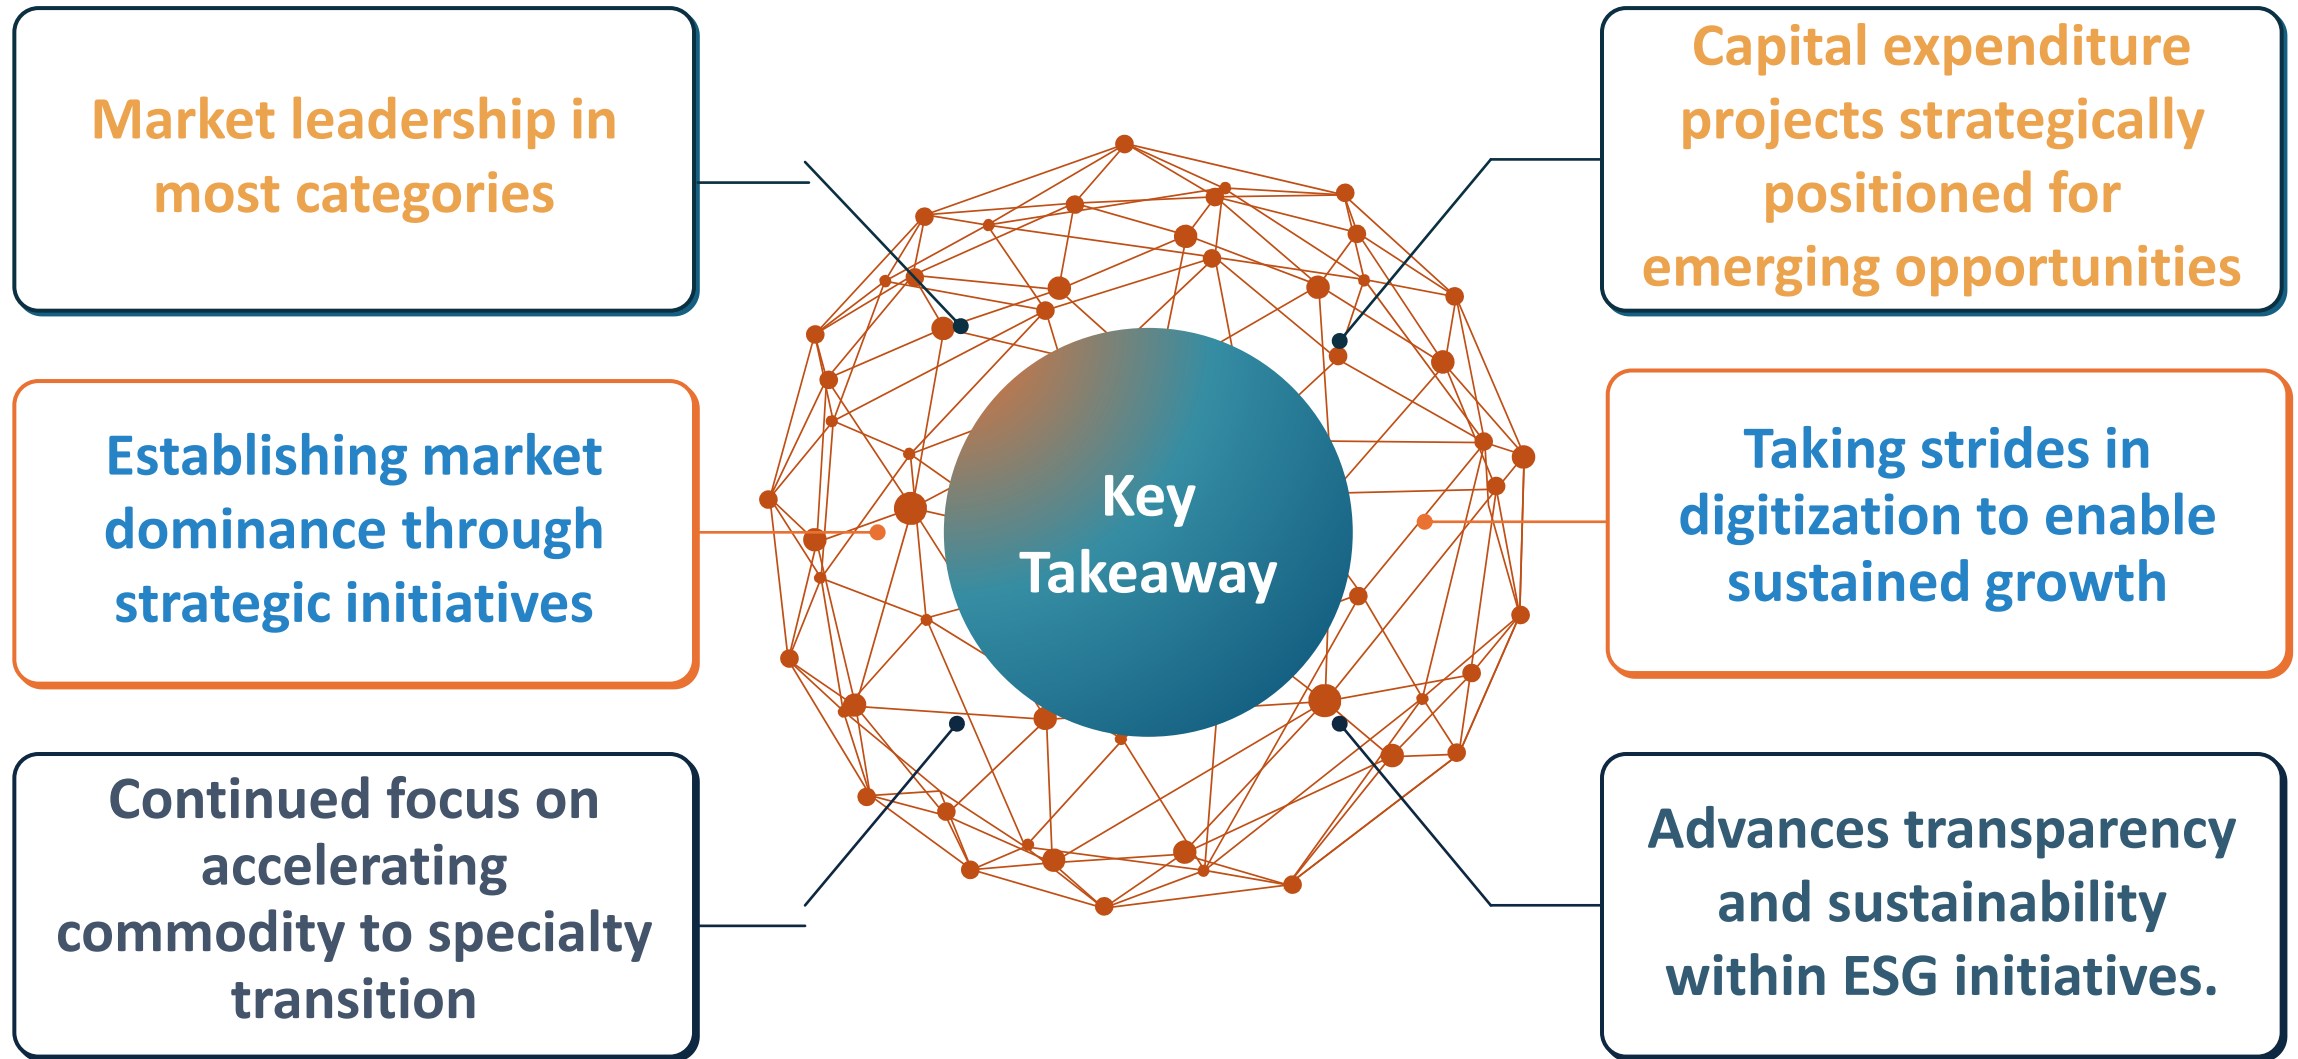 Market leadership in
most categories
Establishing market
dominance through
strategic initiatives
Continued focus on
accelerating
commodity to specialty
transition
Key
Takeaway
Capital expenditure
projects strategically
positioned for
emerging opportunities
Taking strides in
digitization to enable
sustained growth
Advances transparency
and sustainability
within ESG initiatives.